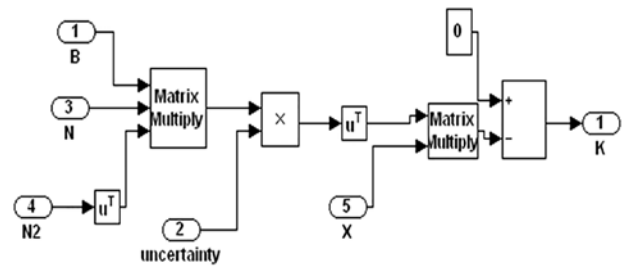 1
B
3
N
4
N2
u^T
Matrix
Multiply
2
uncertainty
×
u^T
5
X
0
Matrix
Multiply
+
−
1
K